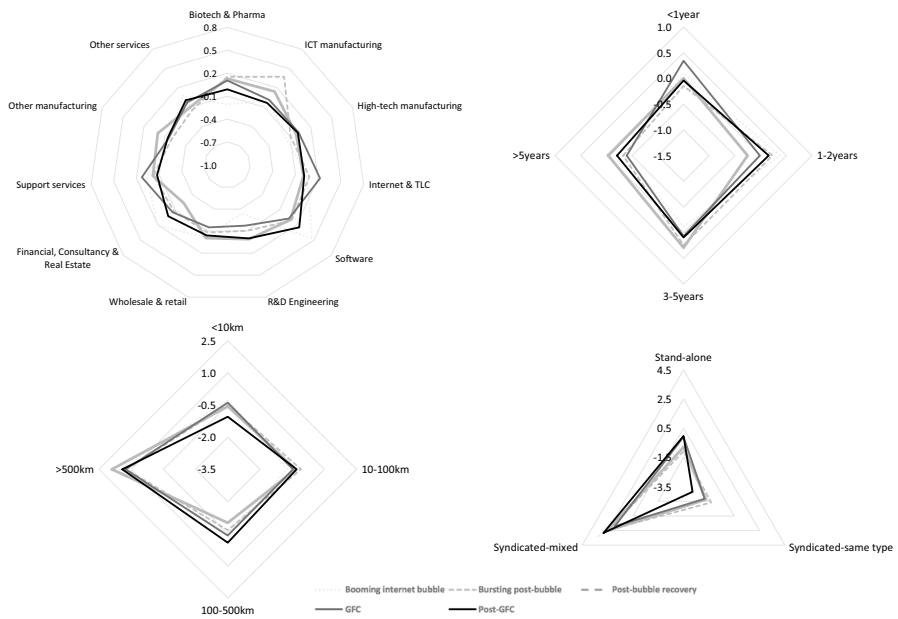 Biotech & Pharma
0.8
Other services
ICT manufacturing
0.5
0.2
Other manufacturing
-0.1
High-tech manufacturing
-0.4
-0.7
-1.0
Support services
Internet & TLC
Financial, Consultancy &
Real Estate
Software
Wholesale & retail
R&D Engineering
<1year
1.0
0.5
0.0
-0.5
-1.0
>5years
-1.5
1-2years
3-5years
<10km
2.5
1.0
-0.5
-2.0
>500km
-3.5
10-100km
100-500km
Stand-alone
4.5
2.5
0.5
-1.5
-3.5
Syndicated-mixed
Syndicated-same type
Booming internet bubble
Bursting post-bubble
Post-bubble recovery
GFC
Post-GFC